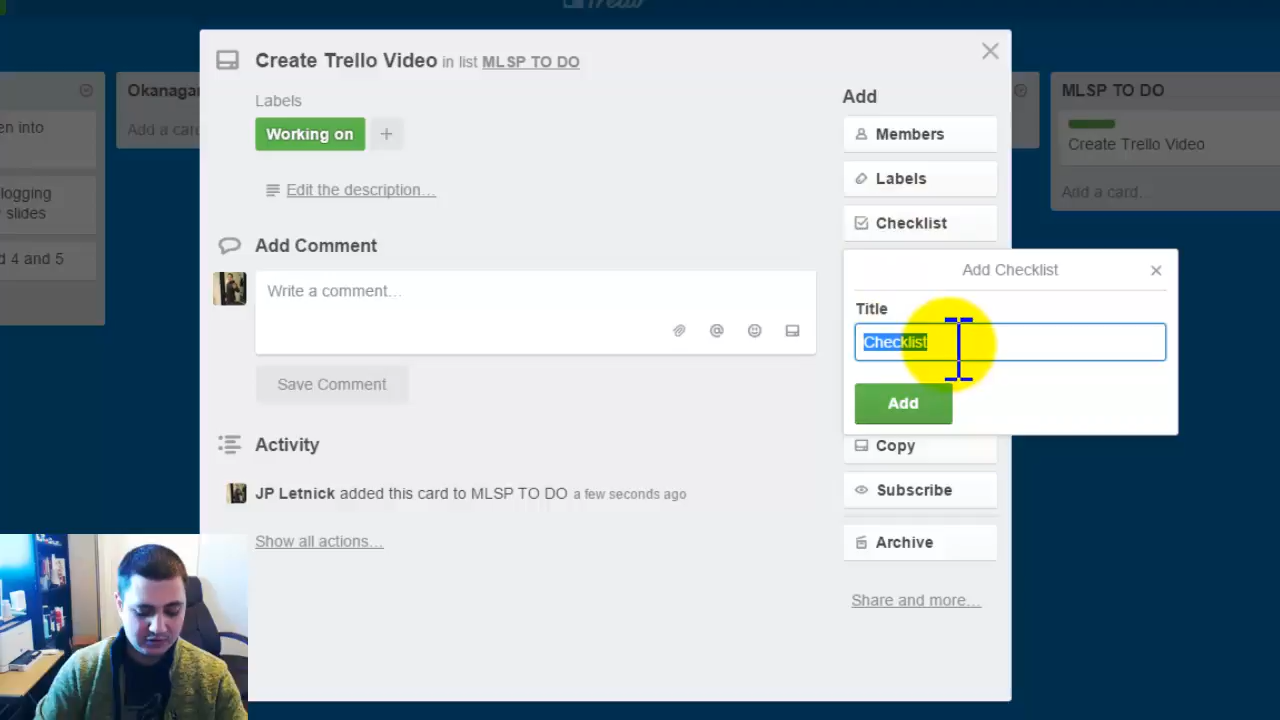 Create Trello Video in list MLSP TO DO
Labels
Working on
Edit the description…
Add Comment
Write a comment…
Save Comment
Activity
JP Letnick added this card to MLSP TO DO a few seconds ago
Show all actions…
Add
Members
Labels
Checklist
Add Checklist
Title
Checklist
Add
Copy
Subscribe
Archive
Share and more…
en into
logging
slides
d 4 and 5
Okanagan
Add a card
MLSP TO DO
Create Trello Video
Add a card…